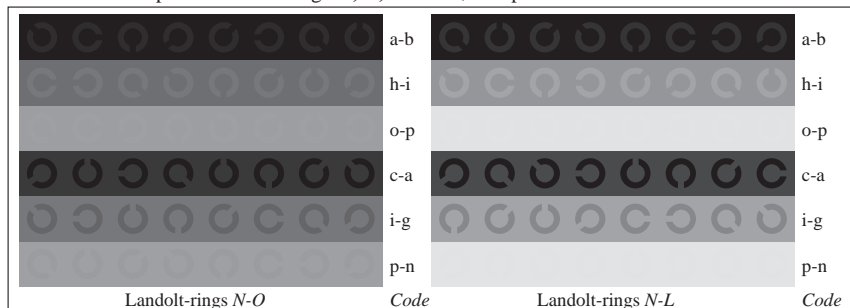 a-b
h-i
o-p
c-a
i-g
p-n
Landolt-rings N-O Code
a-b
h-i
o-p
c-a
i-g
p-n
Landolt-rings N-L Code